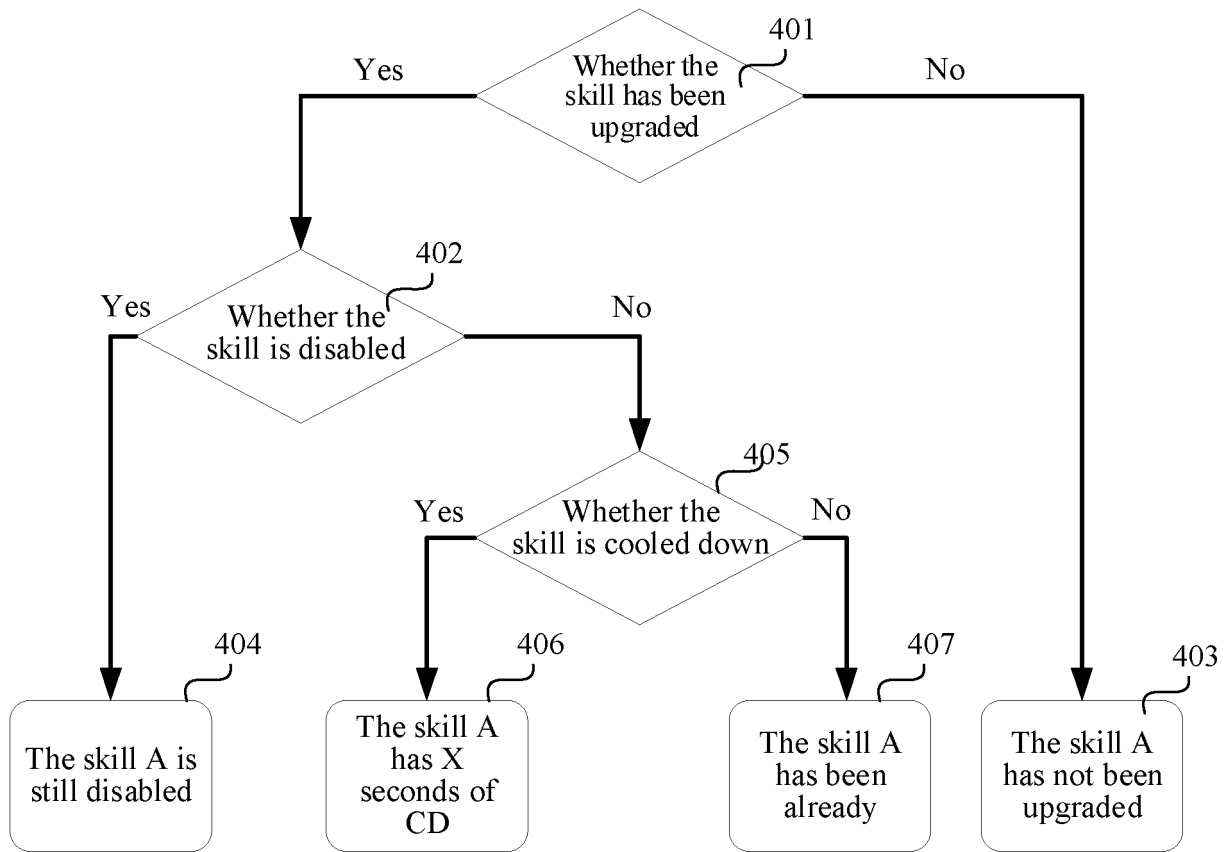 401
Yes
Whether the
skill has been
upgraded
No
402
Yes
Whether the
skill is disabled
No
405
Yes
Whether the
skill is cooled down
No
404
The skill A is
still disabled
406
The skill A
has X
seconds of
CD
407
The skill A
has been
already
403
The skill A
has not been
upgraded